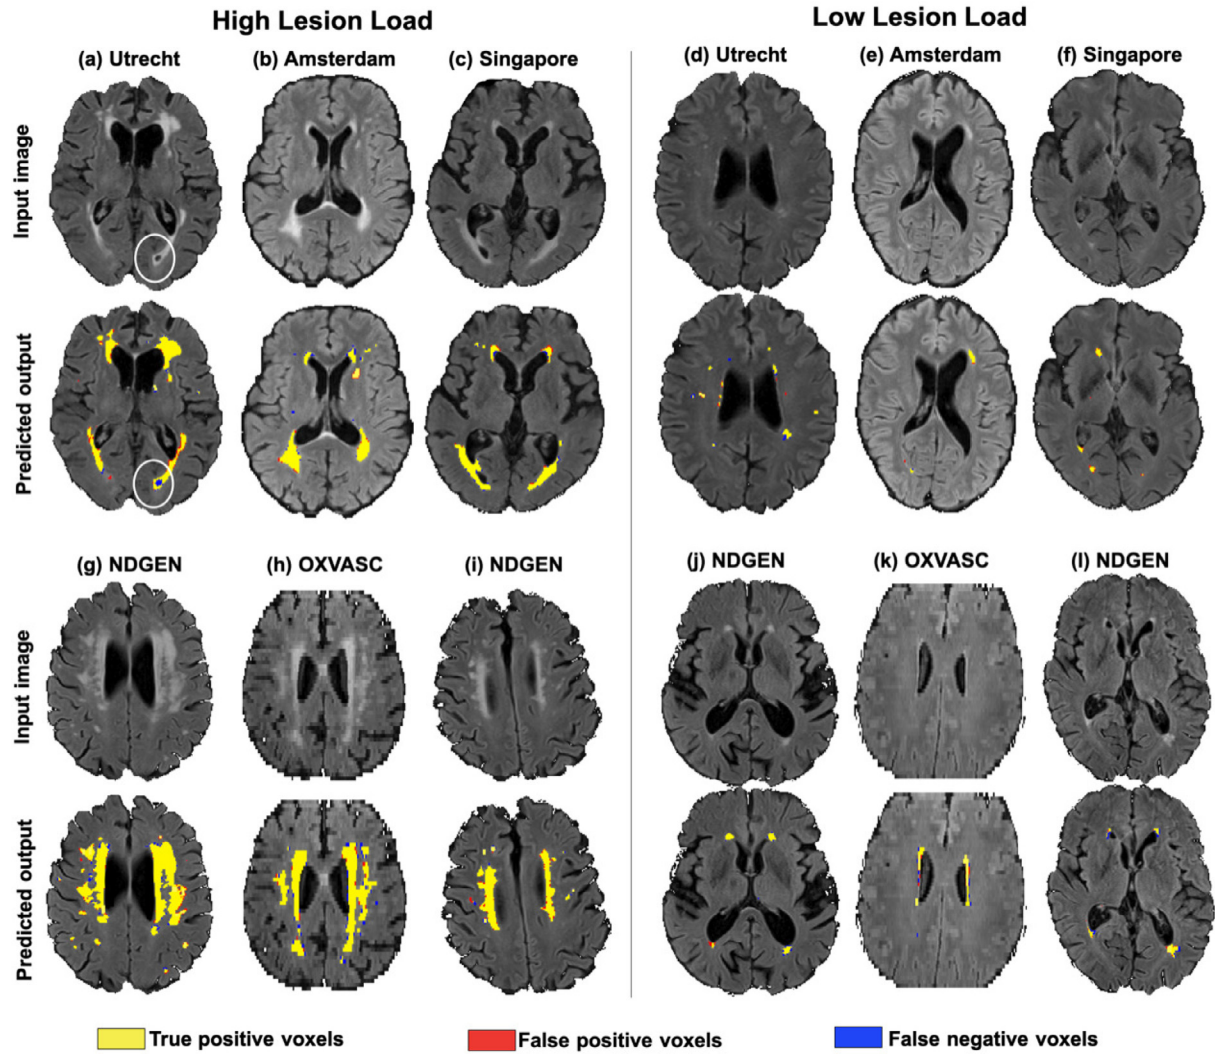 High Lesion Load
Low Lesion Load
(a) Utrecht
(b) Amsterdam
(c) Singapore
(d) Utrecht
(e) Amsterdam
(f) Singapore
Input image
Predicted output
(g) NDGEN
(h) OXVASC
(i) NDGEN
(j) NDGEN
(k) OXVASC
(l) NDGEN
Input image
Predicted output
True positive voxels
False positive voxels
False negative voxels